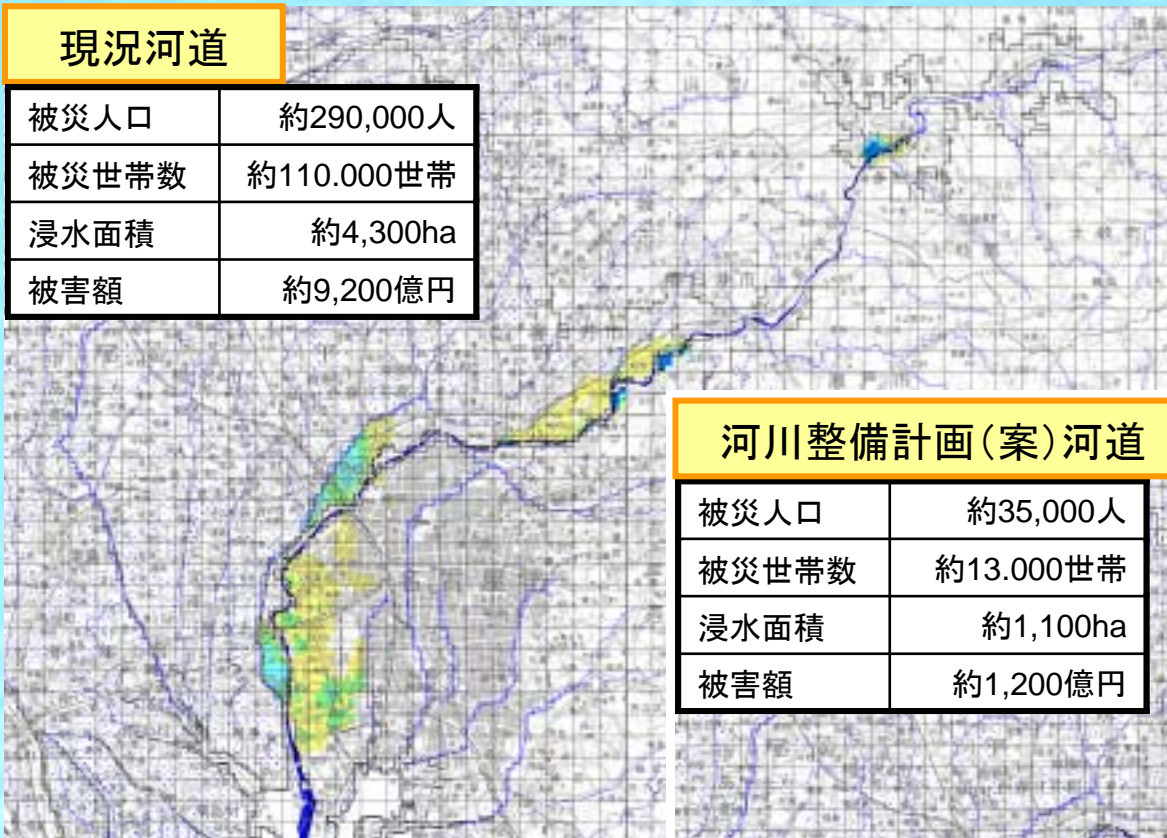 現況河道
被災人口 約290,000人
被災世帯数 約110.000世帯
浸水面積 約4,300ha
被害額 約9,200億円
河川整備計画(案)河道
被災人口 約35,000人
被災世帯数 約13.000世帯
浸水面積 約1,100ha
被害額 約1,200億円